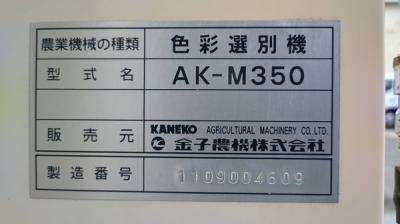 農業機械の種類 色彩選別機
型式名 AK-M350
販売元 KANEKO AGRICULTURAL MACHINERY CO.,LTD.
金子農機株式会社
製造番号 1109004609